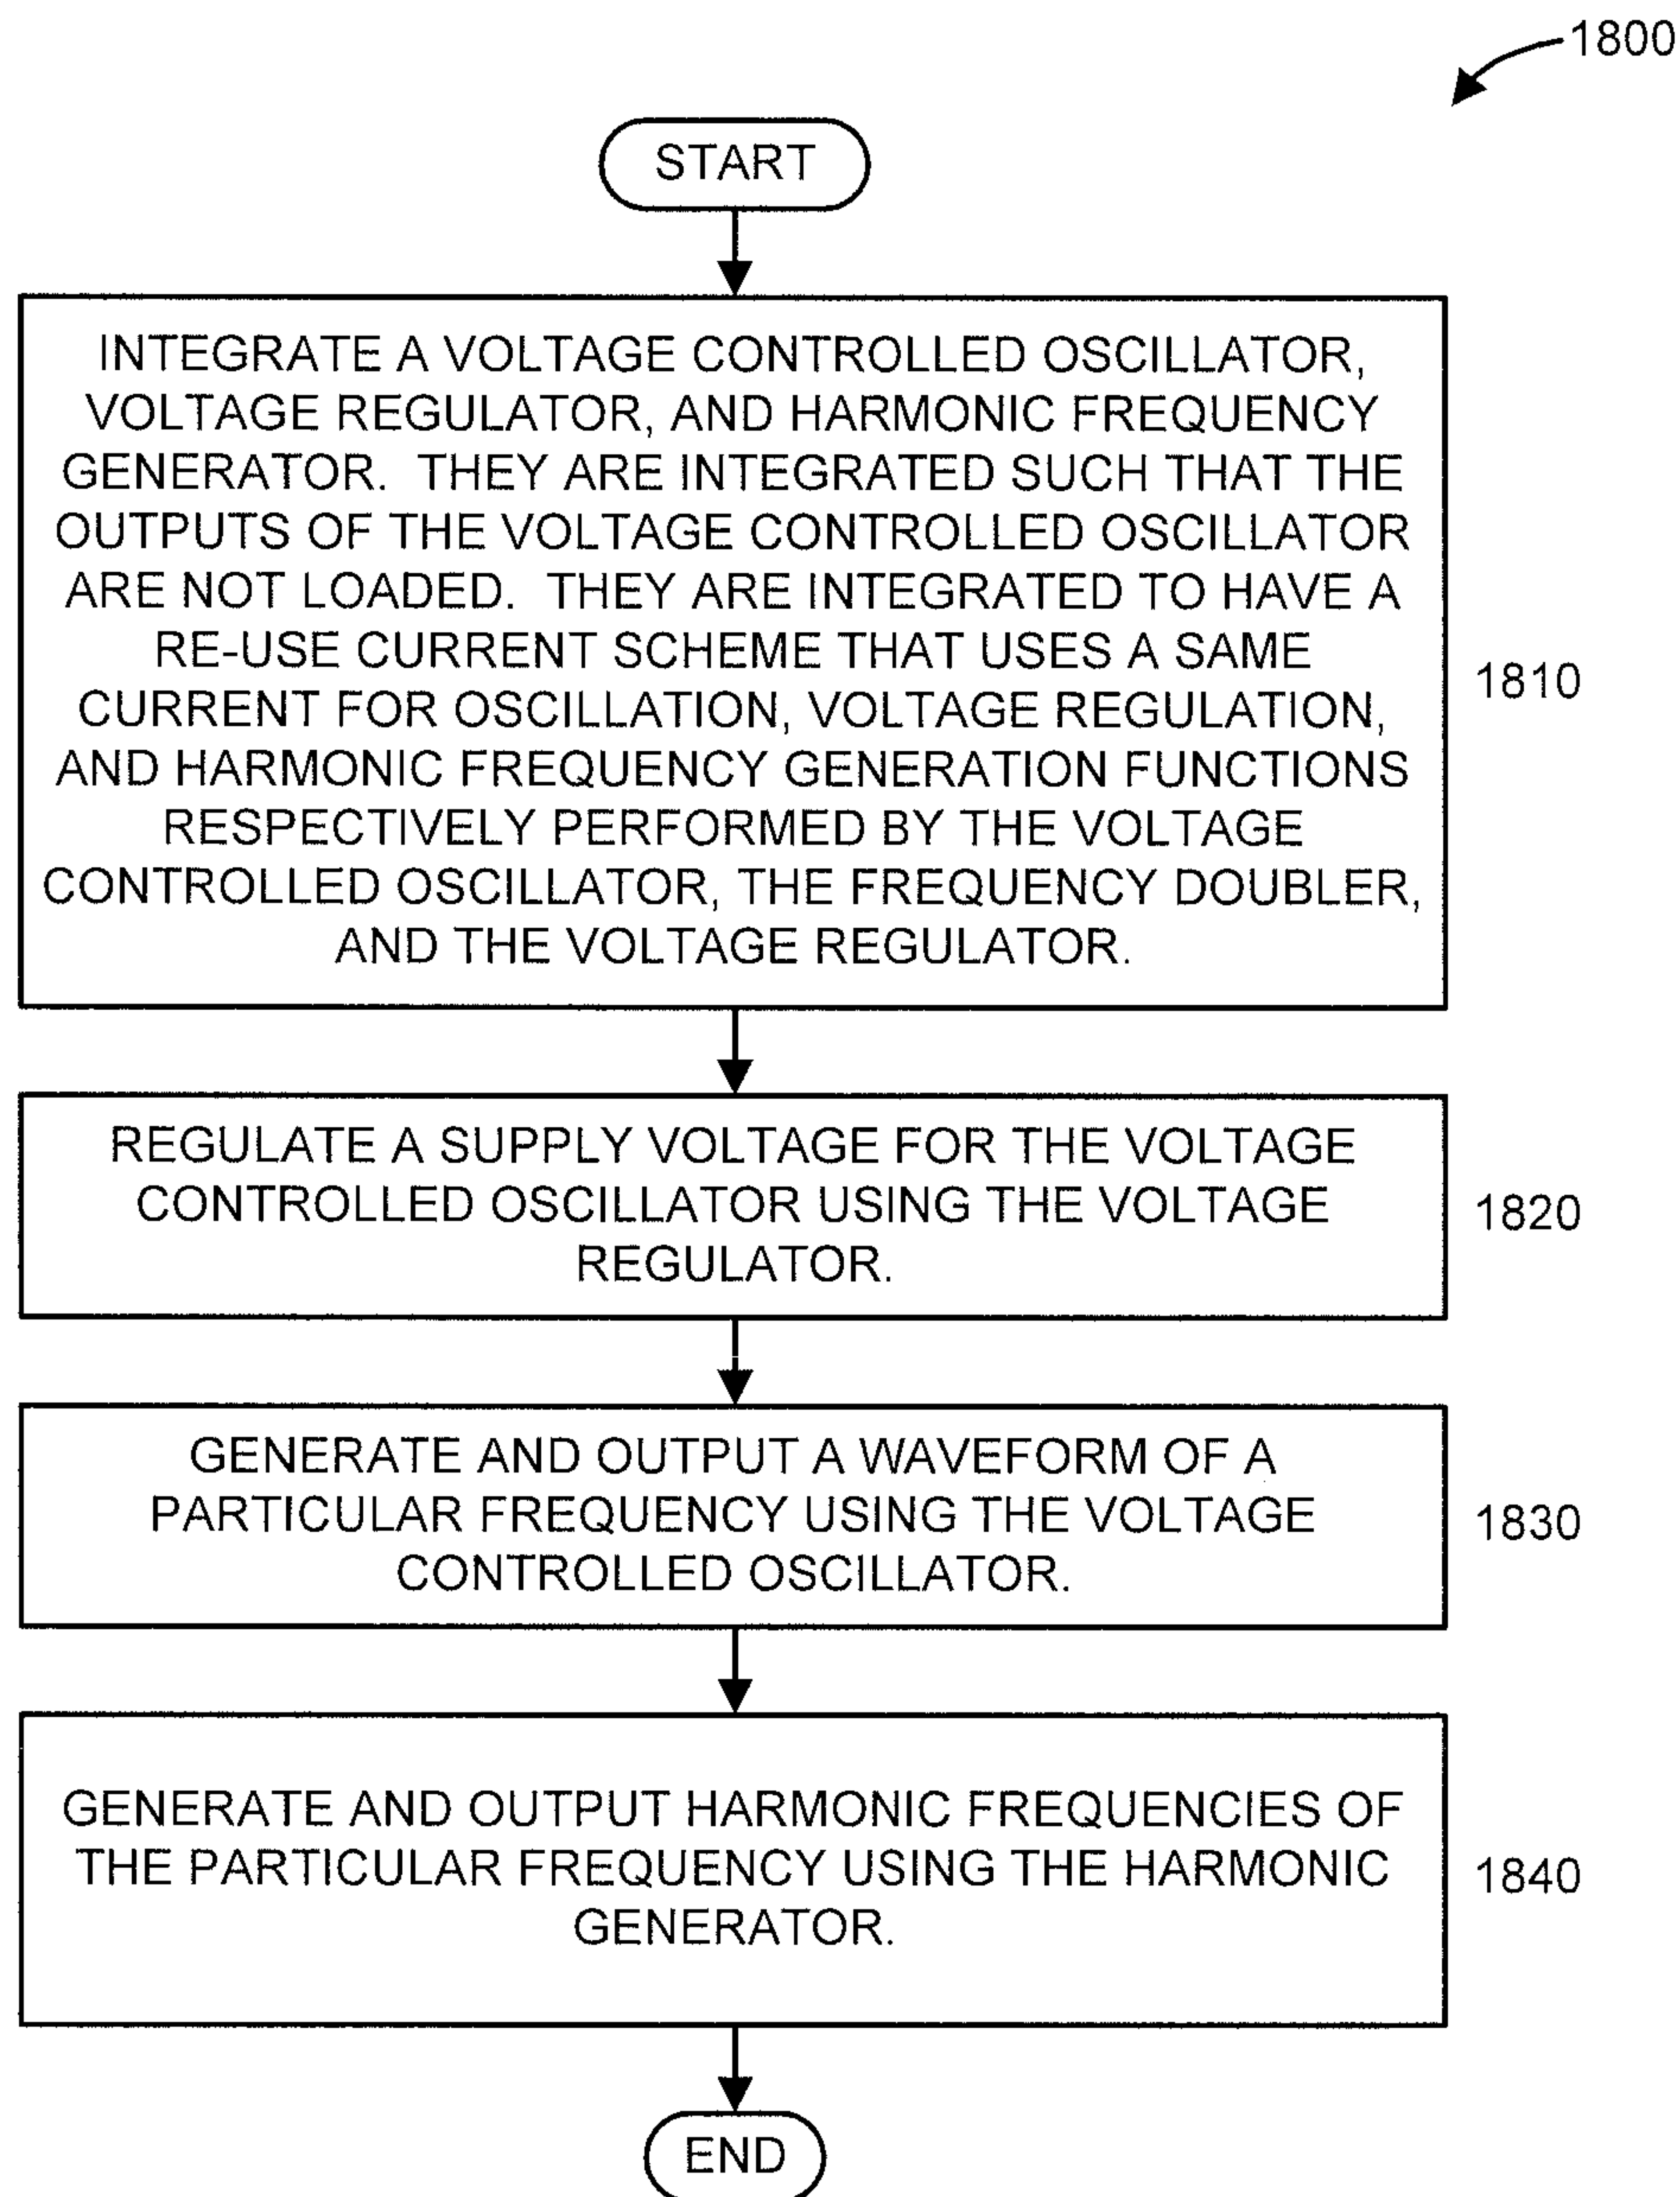 1800
START
INTEGRATE A VOLTAGE CONTROLLED OSCILLATOR,
VOLTAGE REGULATOR, AND HARMONIC FREQUENCY
GENERATOR. THEY ARE INTEGRATED SUCH THAT THE
OUTPUTS OF THE VOLTAGE CONTROLLED OSCILLATOR
ARE NOT LOADED. THEY ARE INTEGRATED TO HAVE A
RE-USE CURRENT SCHEME THAT USES A SAME
CURRENT FOR OSCILLATION, VOLTAGE REGULATION,
AND HARMONIC FREQUENCY GENERATION FUNCTIONS
RESPECTIVELY PERFORMED BY THE VOLTAGE
CONTROLLED OSCILLATOR, THE FREQUENCY DOUBLER,
AND THE VOLTAGE REGULATOR.
1810
REGULATE A SUPPLY VOLTAGE FOR THE VOLTAGE
CONTROLLED OSCILLATOR USING THE VOLTAGE
REGULATOR.
1820
GENERATE AND OUTPUT A WAVEFORM OF A
PARTICULAR FREQUENCY USING THE VOLTAGE
CONTROLLED OSCILLATOR.
1830
GENERATE AND OUTPUT HARMONIC FREQUENCIES OF
THE PARTICULAR FREQUENCY USING THE HARMONIC
GENERATOR.
1840
END